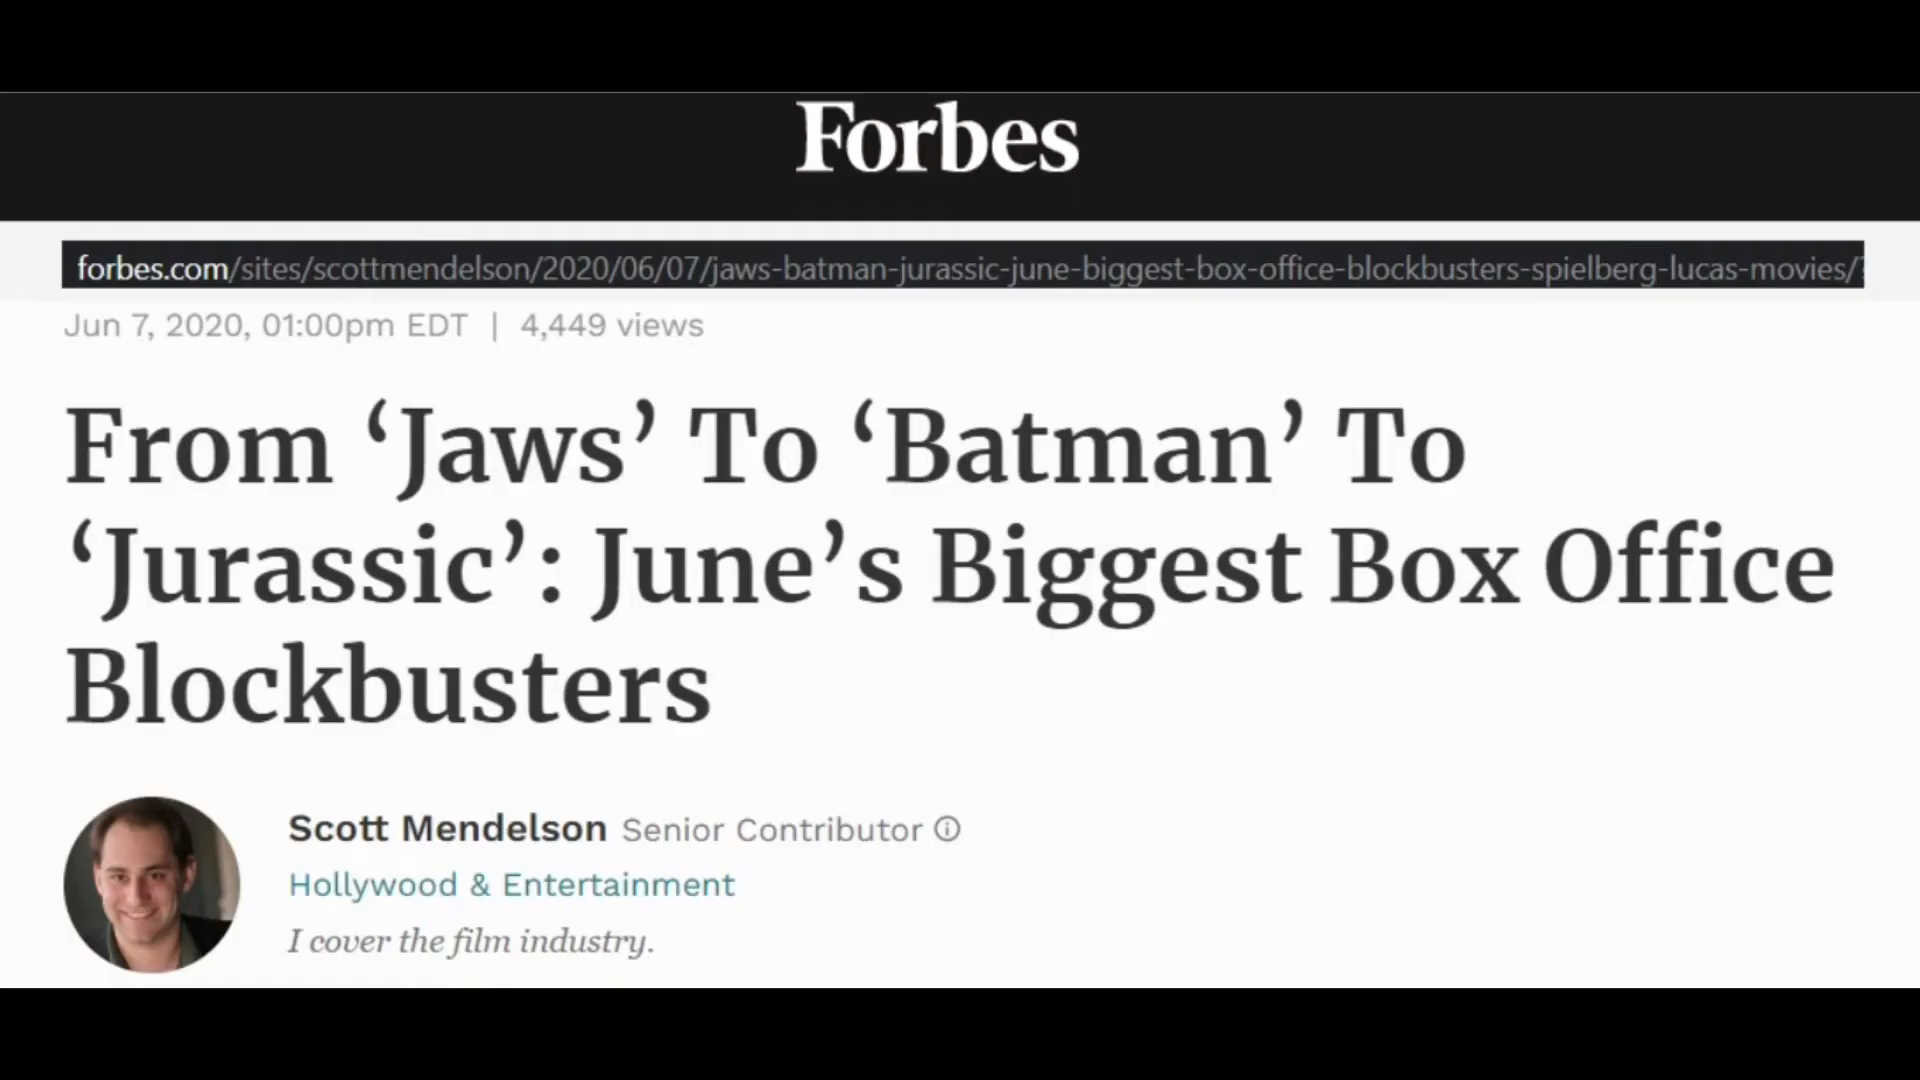 Forbes
forbes.com/sites/scottmendelson/2020/06/07/jaws-batman-jurassic-june-biggest-box-office-blockbusters-spielberg-lucas-movies/?
Jun 7, 2020, 01:00pm EDT | 4,449 views
From ‘Jaws’ To ‘Batman’ To
‘Jurassic’: June’s Biggest Box Office
Blockbusters
Scott Mendelson Senior Contributor ⓘ
Hollywood & Entertainment
I cover the film industry.